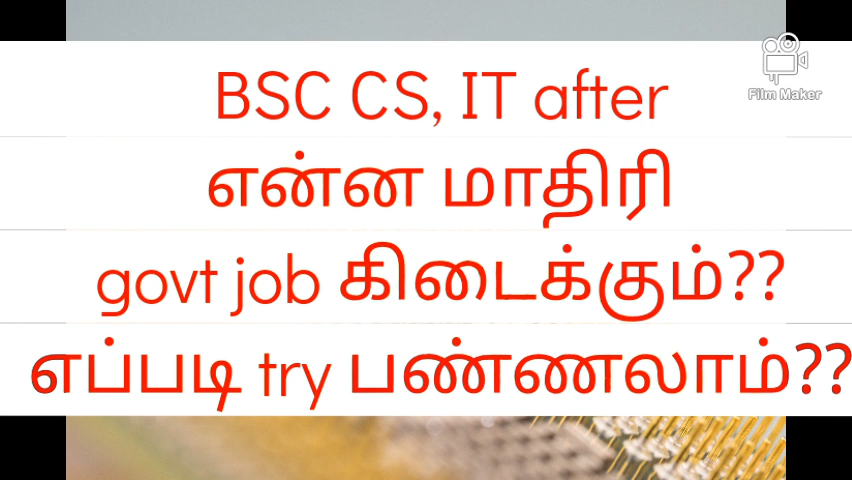 Film Maker
BSC CS, IT after
என்ன மாதிரி
govt job கிடைக்கும்??
எப்படி try பண்ணலாம்??